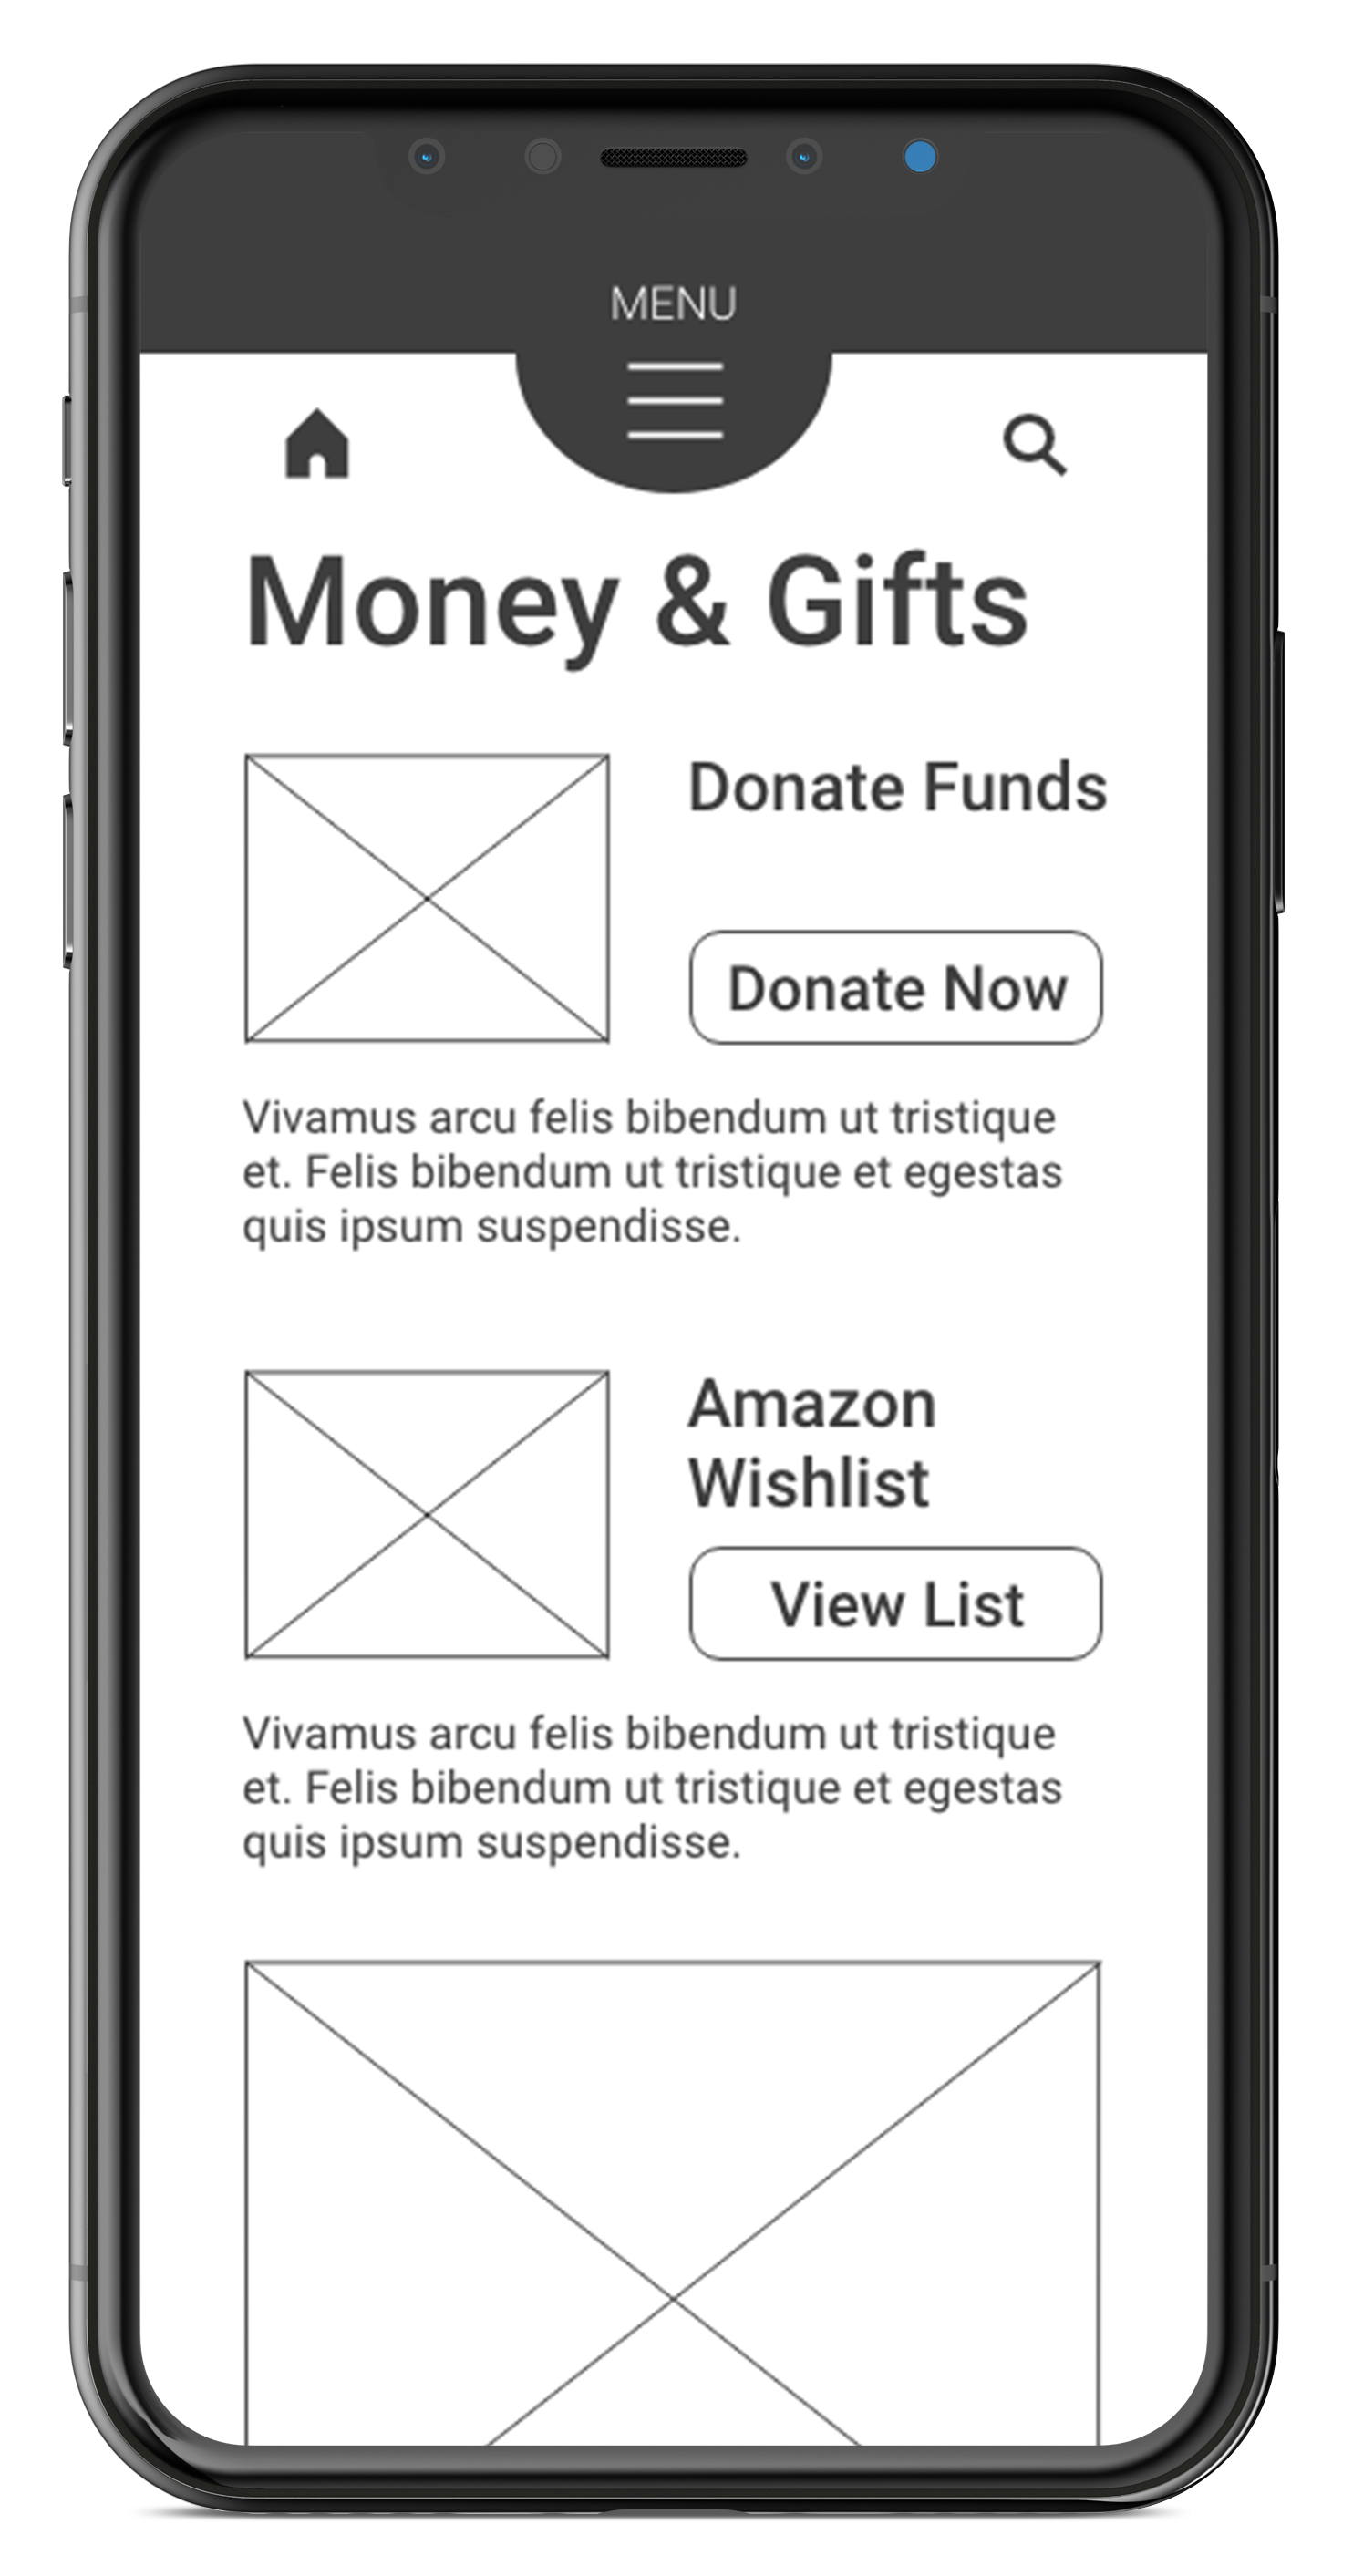 MENU
Money & Gifts
Donate Funds
Donate Now
Vivamus arcu felis bibendum ut tristique
et. Felis bibendum ut tristique et egestas
quis ipsum suspendisse.
Amazon
Wishlist
View List
Vivamus arcu felis bibendum ut tristique
et. Felis bibendum ut tristique et egestas
quis ipsum suspendisse.